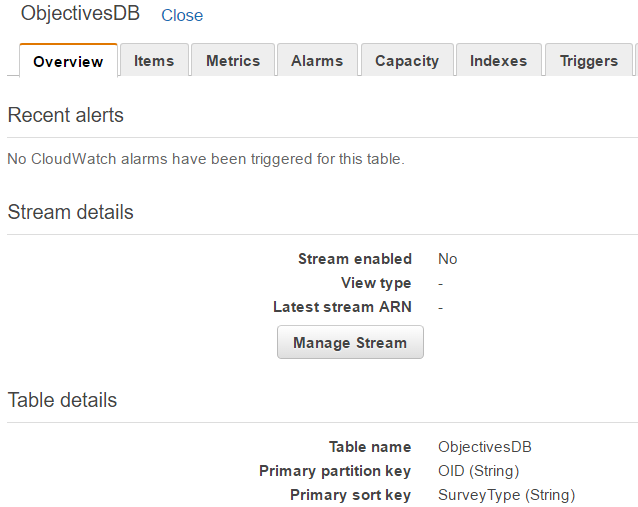 ObjectivesDB Close
Overview Items Metrics Alarms Capacity Indexes Triggers
Recent alerts
No CloudWatch alarms have been triggered for this table.
Stream details
Stream enabled No
View type -
Latest stream ARN -
Manage Stream
Table details
Table name ObjectivesDB
Primary partition key OID (String)
Primary sort key SurveyType (String)